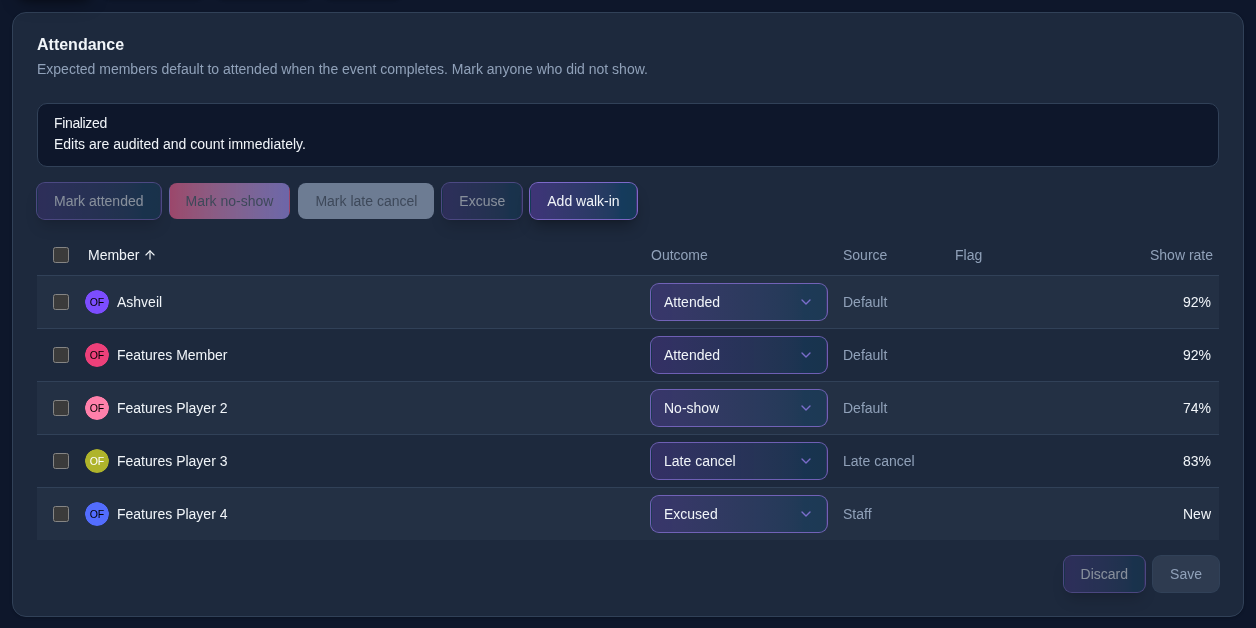 Attendance
Expected members default to attended when the event completes. Mark anyone who did not show.
Finalized
Edits are audited and count immediately.
Mark attended Mark no-show Mark late cancel Excuse Add walk-in
Member Outcome Source Flag Show rate
OF Ashveil Attended Default 92%
OF Features Member Attended Default 92%
OF Features Player 2 No-show Default 74%
OF Features Player 3 Late cancel Late cancel 83%
OF Features Player 4 Excused Staff New
Discard Save